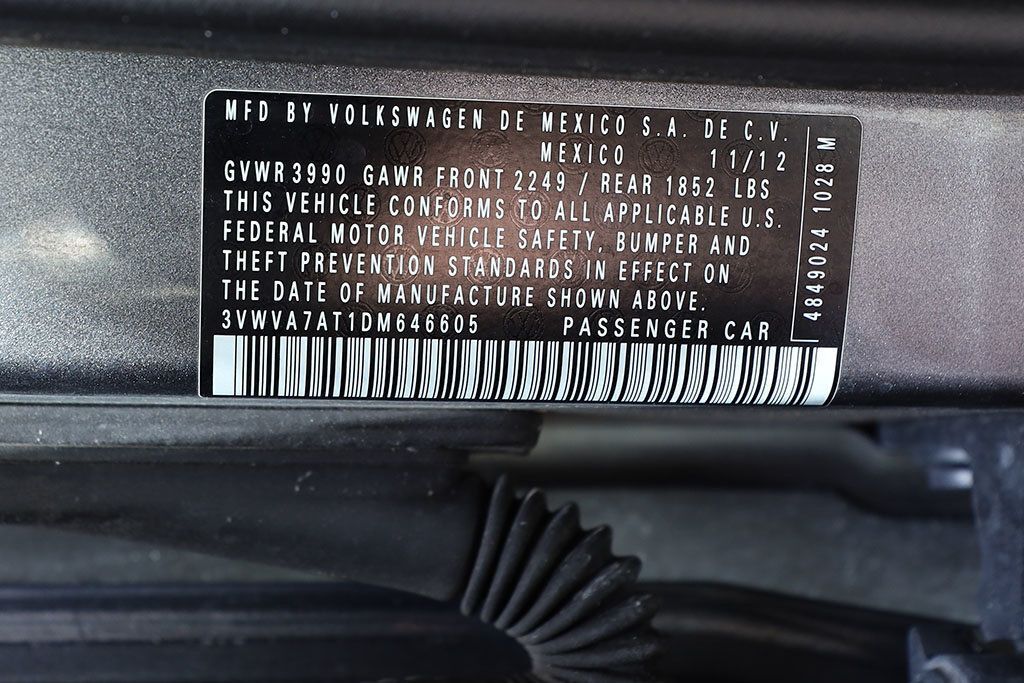 MFD BY VOLKSWAGEN DE MEXICO S.A. DE C.V.
MEXICO 11/12
GVWR 3990 GAWR FRONT 2249 / REAR 1852 LBS
THIS VEHICLE CONFORMS TO ALL APPLICABLE U.S.
FEDERAL MOTOR VEHICLE SAFETY, BUMPER AND
THEFT PREVENTION STANDARDS IN EFFECT ON
THE DATE OF MANUFACTURE SHOWN ABOVE.
3VWVA7AT1DM646605 PASSENGER CAR
4849024 1028 M